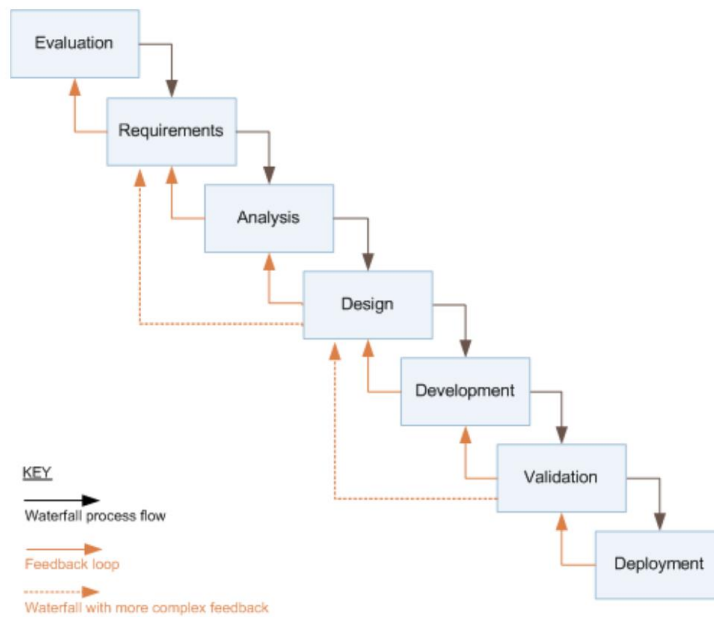 Evaluation
Requirements
Analysis
Design
Development
Validation
Deployment
KEY
Waterfall process flow
Feedback loop
Waterfall with more complex feedback